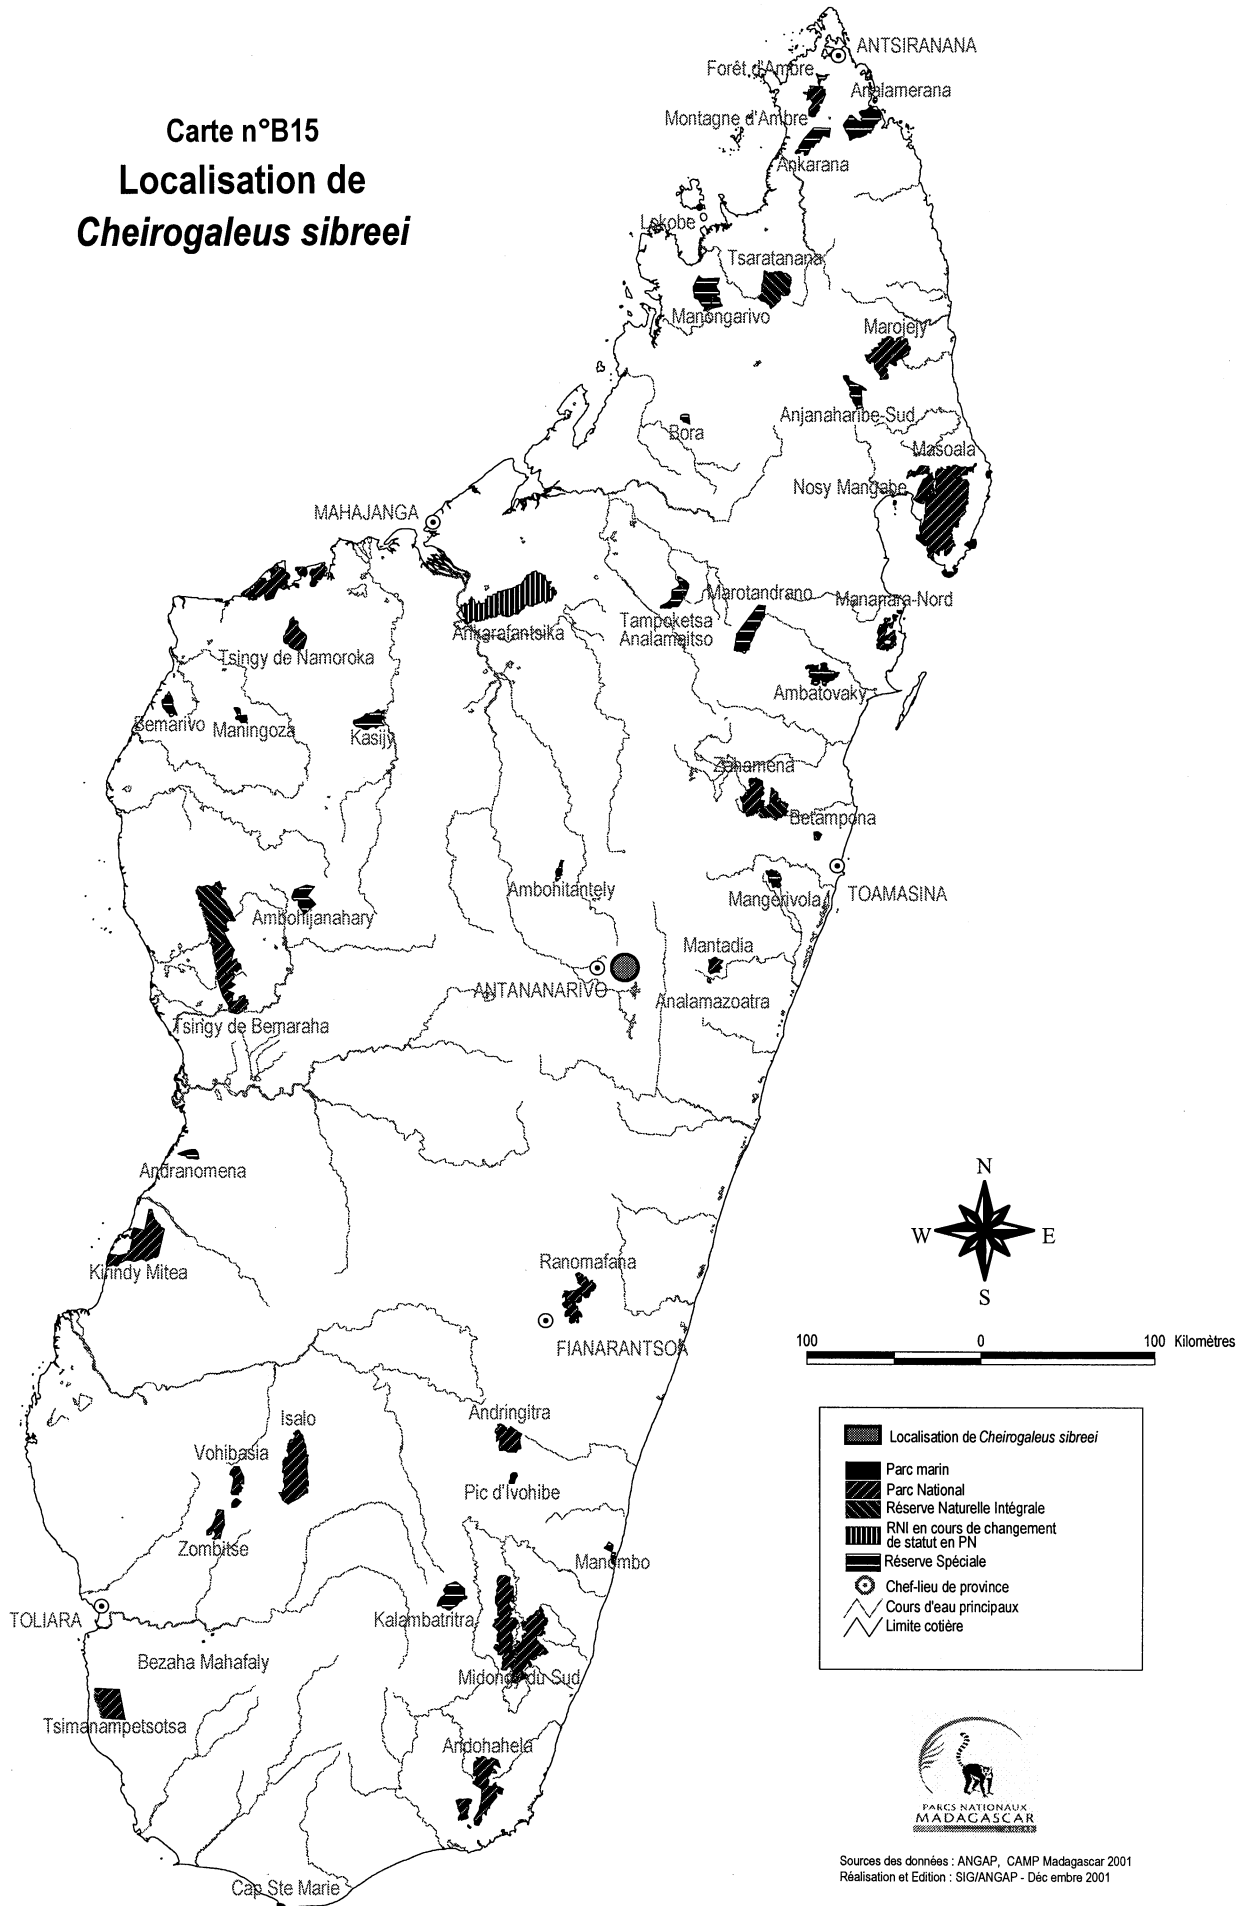 Carte n°B15
Localisation de
Cheirogaleus sibreei
ANTSIRANANA
Forêt d'Ambre
Analamerana
Montagne d'Ambre
Ankarana
Lokobe
Tsaratanana
Manongarivo
Marojejy
Anjanaharibe-Sud
Bora
Masoala
Nosy Mangabe
MAHAJANGA
Marotandrano
Mananara-Nord
Tampoketsa
Analamaitso
Ankarafantsika
Tsingy de Namoroka
Ambatovaky
Bemarivo
Maningoza
Kasijy
Zahamena
Betampona
Ambohitantely
Mangerivola
TOAMASINA
Ambohijanahary
Mantadia
ANTANANARIVO
Analamazoatra
Tsingy de Bemaraha
Andranomena
N
W
E
S
Kirindy Mitea
Ranomafana
FIANARANTSOA
100
0
100
Kilomètres
Isalo
Andringitra
Vohibasia
Pic d'Ivohibe
Zombitse
Manombo
TOLIARA
Kalambatritra
Bezaha Mahafaly
Midongy du Sud
Tsimanampetsotsa
Andohahela
Cap Ste Marie
Localisation de Cheirogaleus sibreei
Parc marin
Parc National
Réserve Naturelle Intégrale
RNI en cours de changement
de statut en PN
Réserve Spéciale
Chef-lieu de province
Cours d'eau principaux
Limite cotière
PARCS NATIONAUX
MADAGASCAR
Sources des données : ANGAP, CAMP Madagascar 2001
Réalisation et Edition : SIG/ANGAP - Déc embre 2001